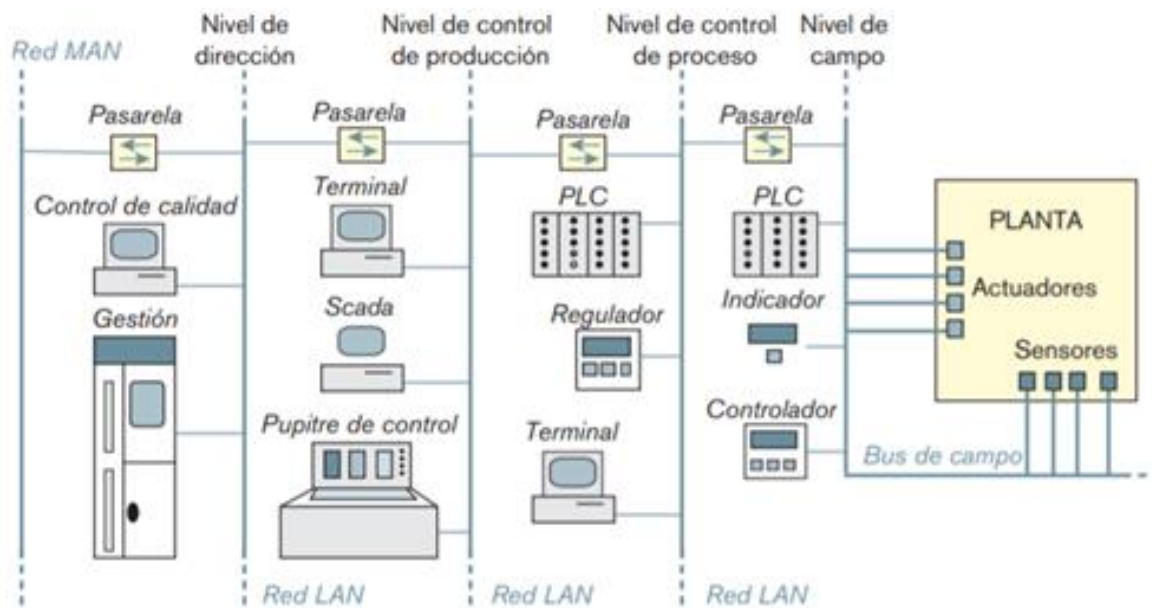 Red MAN
Nivel de
dirección
Nivel de control
de producción
Nivel de control
de proceso
Nivel de
campo
Pasarela
Control de calidad
Gestión
Pasarela
Terminal
Scada
Pupitre de control
Pasarela
PLC
Regulador
Terminal
Pasarela
PLC
Indicador
Controlador
PLANTA
Actuadores
Sensores
Bus de campo
Red LAN
Red LAN
Red LAN